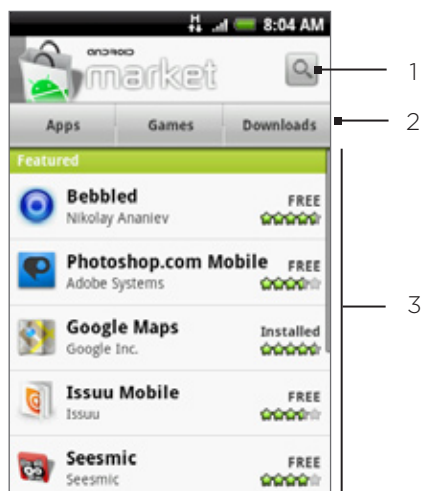 H 8:04 AM
ANDROID
market
1
Apps Games Downloads
2
Featured
Bebbled FREE
Nikolay Ananiev
Photoshop.com Mobile FREE
Adobe Systems
Google Maps Installed
Google Inc.
3
Issuu Mobile FREE
Issuu
Seesmic FREE
Seesmic